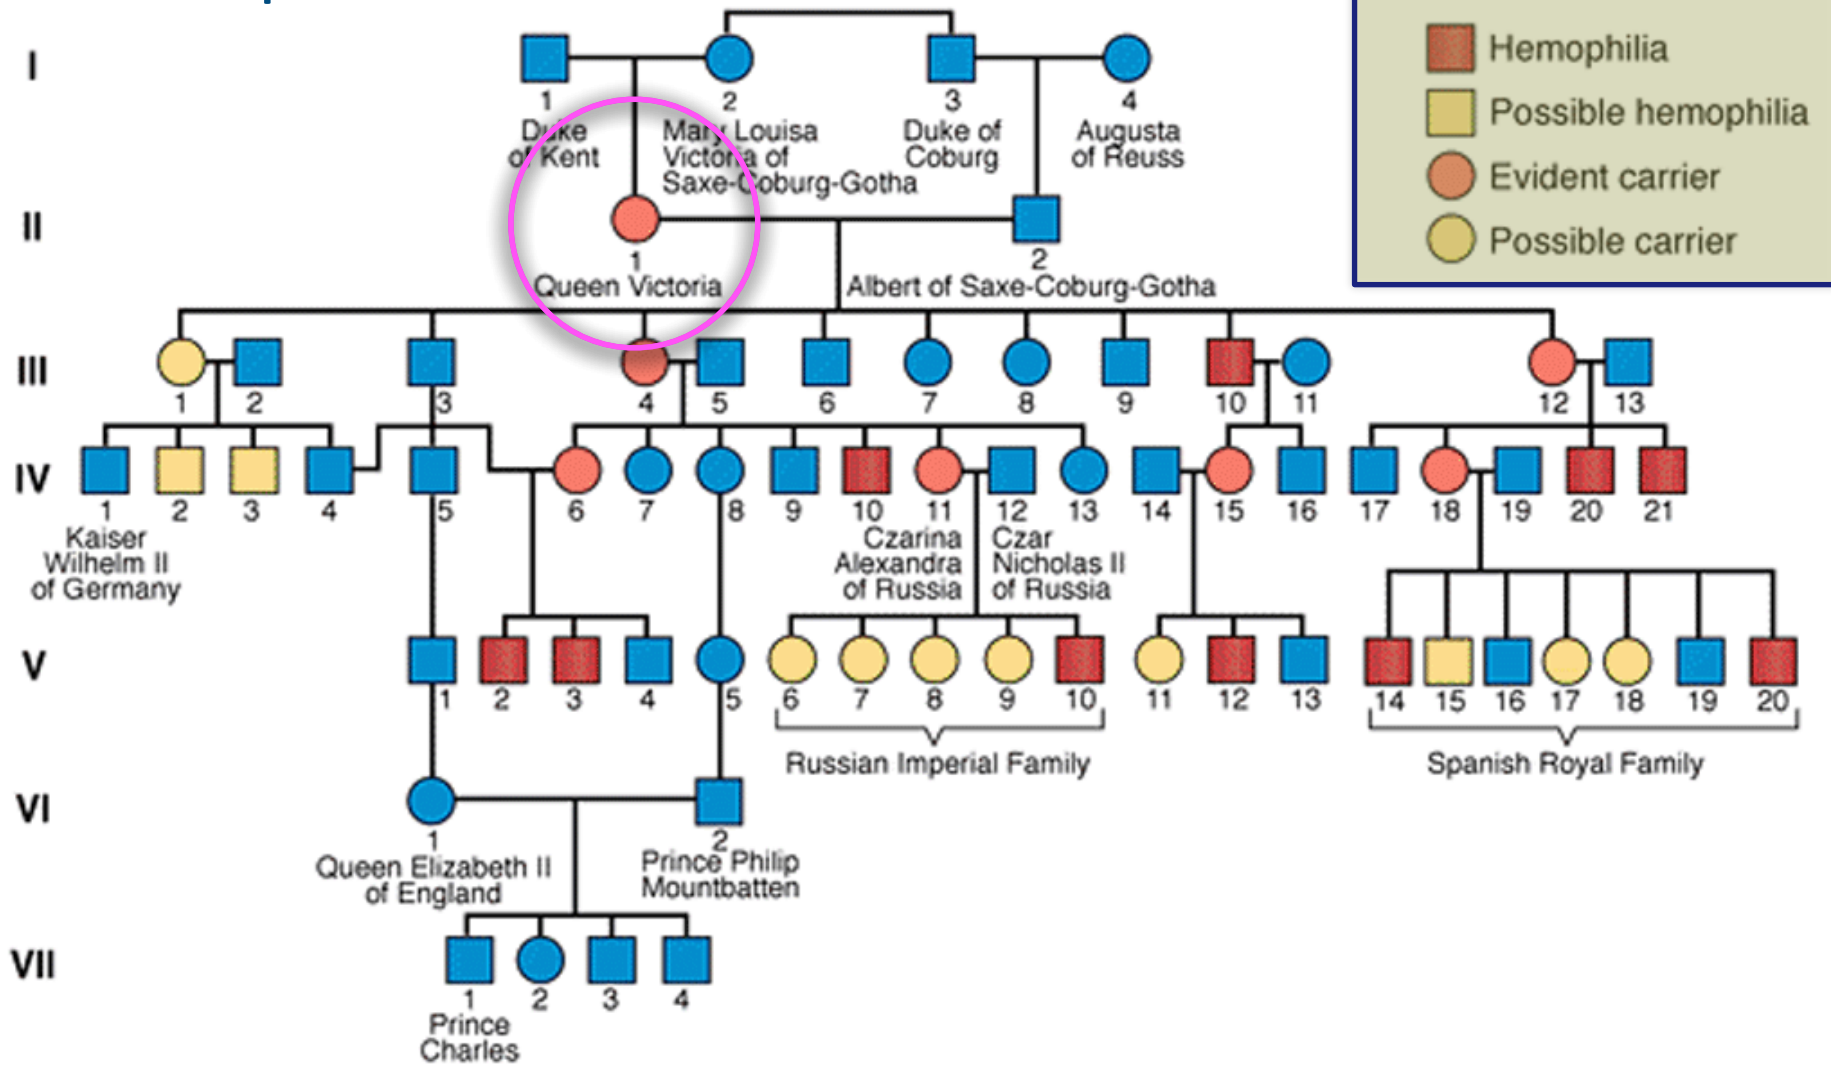 Hemophilia
Possible hemophilia
Evident carrier
Possible carrier
I
1 2 3 4
Duke of Kent
Mary Louisa
Victoria of
Saxe-Coburg-Gotha
Duke of
Coburg
Augusta
of Reuss
II
1 2
Queen Victoria
Albert of Saxe-Coburg-Gotha
III
1 2 3 4 5 6 7 8 9 10 11 12 13
IV
1 2 3 4 5 6 7 8 9 10 11 12 13 14 15 16 17 18 19 20 21
Kaiser
Wilhelm II
of Germany
Czarina
Alexandra
of Russia
Czar
Nicholas II
of Russia
V
1 2 3 4 5 6 7 8 9 10 11 12 13 14 15 16 17 18 19 20
Russian Imperial Family
Spanish Royal Family
VI
1 2
Queen Elizabeth II
of England
Prince Philip
Mountbatten
VII
1 2 3 4
Prince
Charles